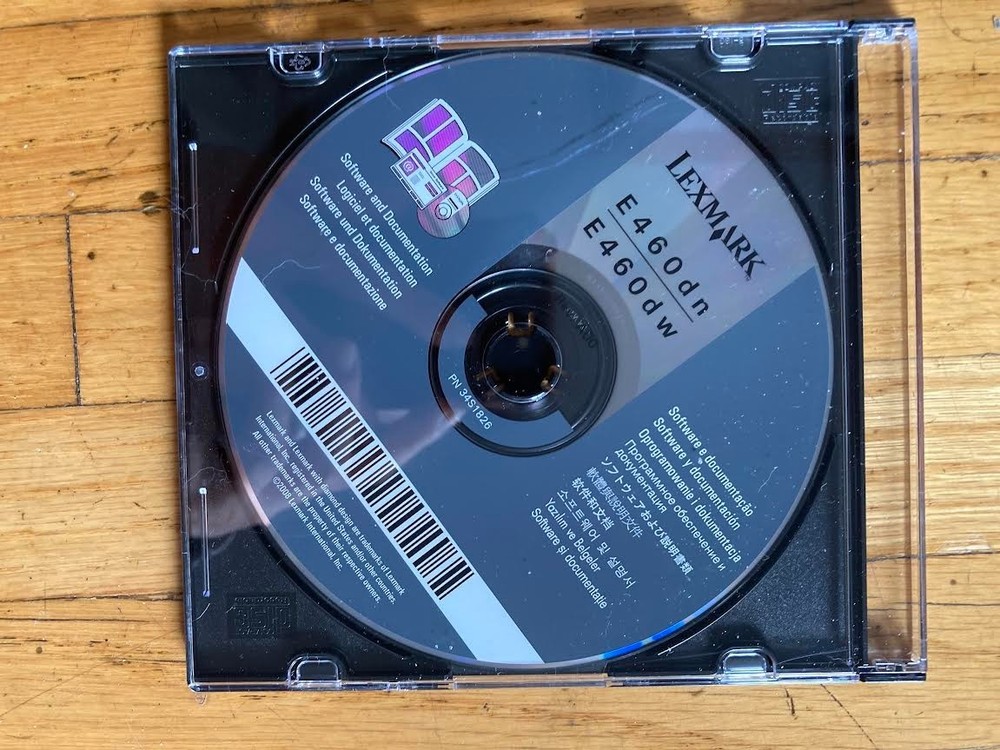 LEXMARK
E460dn
E460dw
Software and Documentation
Logiciel et documentation
Software und Dokumentation
Software e documentazione
PN 34S1826
Software e documentação
Software y documentación
Oprogramowanie i dokumentacja
Программное обеспечение и
документация
ソフトウェアおよび説明書類
軟體與說明文件
软件和文档
소프트웨어 및 설명서
Yazılım ve Belgeler
Software şi documentaţie
Lexmark and Lexmark with diamond design are trademarks of Lexmark
International, Inc., registered in the United States and/or other countries.
All other trademarks are the property of their respective owners.
©2008 Lexmark International, Inc.